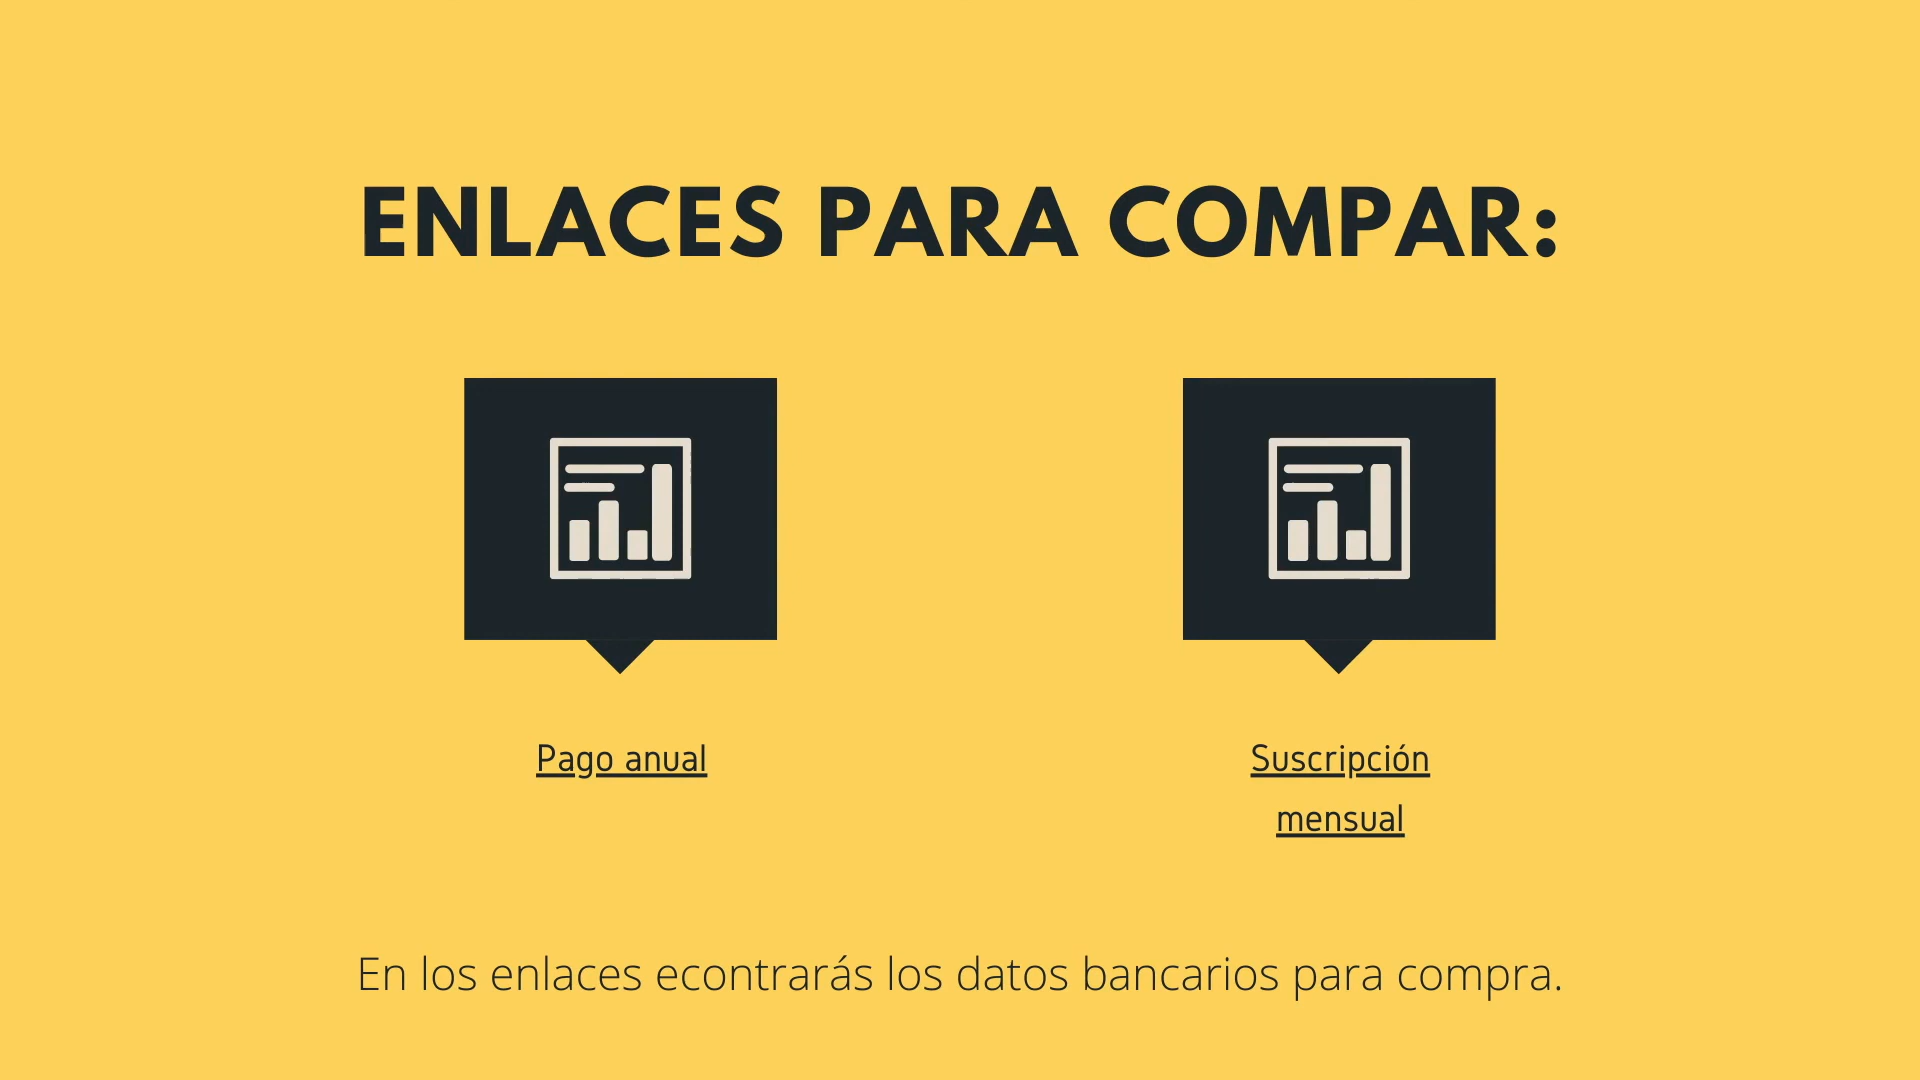 ENLACES PARA COMPAR:
Pago anual
Suscripción
mensual
En los enlaces econtrarás los datos bancarios para compra.